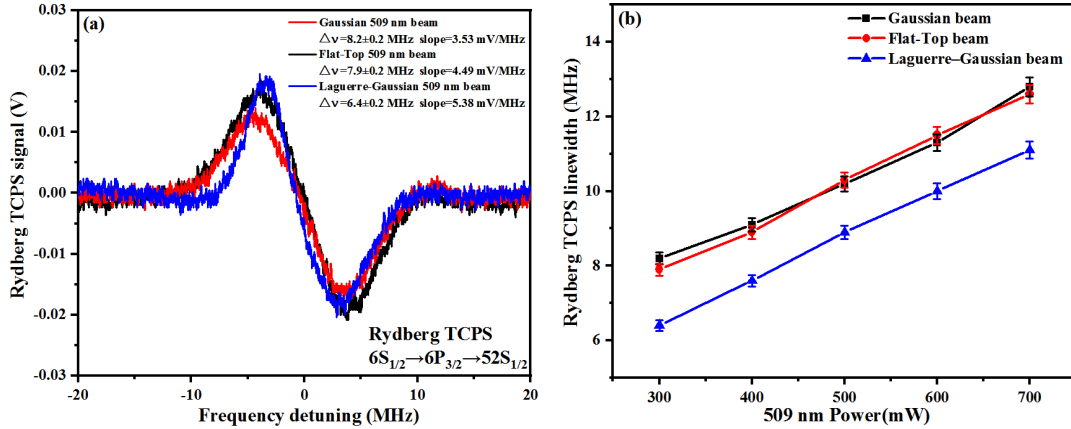 (a)
Gaussian 509 nm beam
△ν=8.2±0.2 MHz slope=3.53 mV/MHz
Flat-Top 509 nm beam
△ν=7.9±0.2 MHz slope=4.49 mV/MHz
Laguerre-Gaussian 509 nm beam
△ν=6.4±0.2 MHz slope=5.38 mV/MHz
0.03
0.02
0.01
0.00
-0.01
-0.02
-0.03
Rydberg TCPS signal (V)
Rydberg TCPS
6S1/2→6P3/2→52S1/2
-20
-10
0
10
20
Frequency detuning (MHz)
(b)
Gaussian beam
Flat-Top beam
Laguerre–Gaussian beam
14
12
10
8
6
Rydberg TCPS linewidth (MHz)
300
400
500
600
700
509 nm Power(mW)